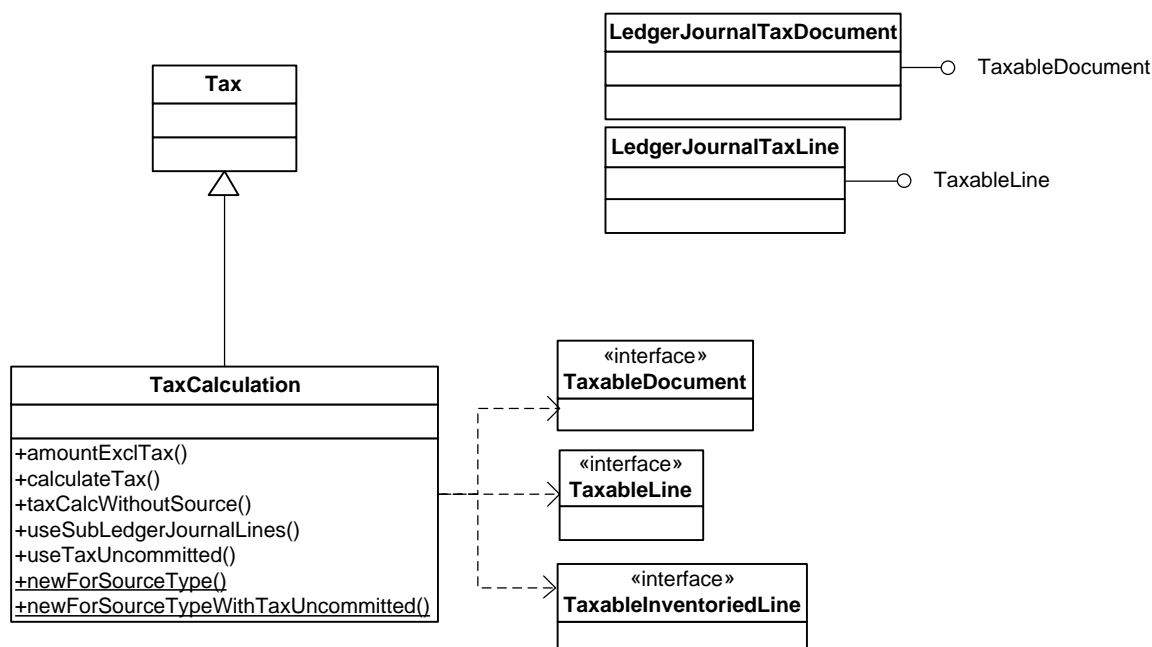 LedgerJournalTaxDocument
TaxableDocument
Tax
LedgerJournalTaxLine
TaxableLine
TaxCalculation
+amountExclTax()
+calculateTax()
+taxCalcWithoutSource()
+useSubLedgerJournalLines()
+useTaxUncommitted()
+newForSourceType()
+newForSourceTypeWithTaxUncommitted()
«interface»
TaxableDocument
«interface»
TaxableLine
«interface»
TaxableInventoriedLine